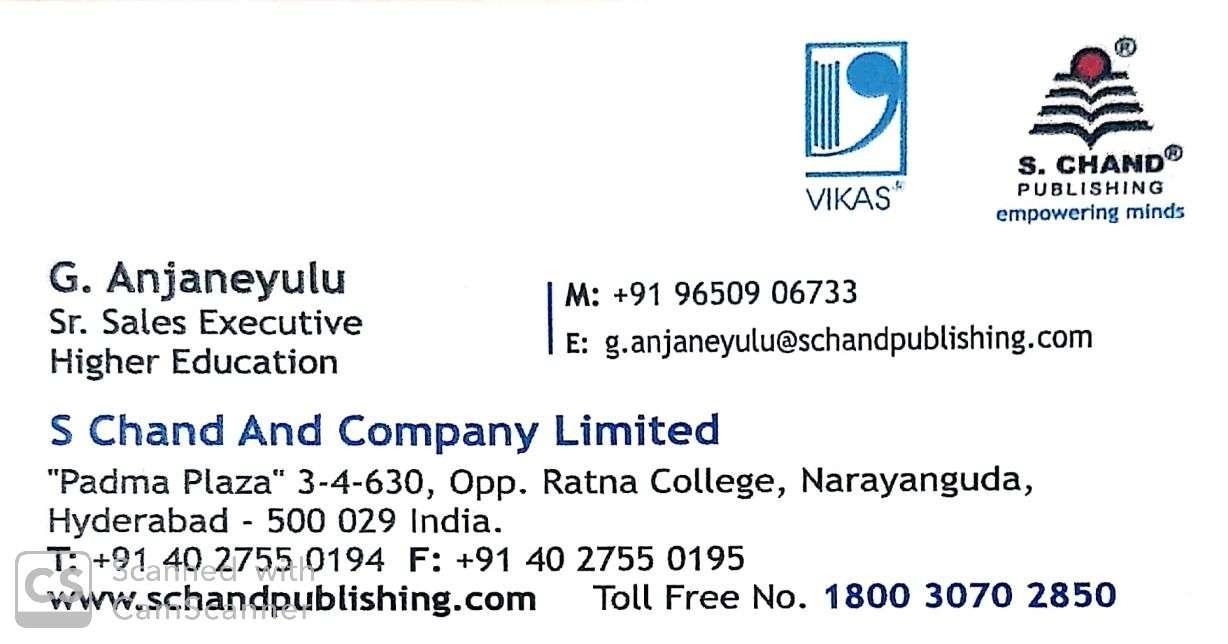 VIKAS®
®
S. CHAND®
PUBLISHING
empowering minds
G. Anjaneyulu
Sr. Sales Executive
Higher Education
M: +91 96509 06733
E: g.anjaneyulu@schandpublishing.com
S Chand And Company Limited
"Padma Plaza" 3-4-630, Opp. Ratna College, Narayanguda,
Hyderabad - 500 029 India.
T: +91 40 2755 0194 F: +91 40 2755 0195
www.schandpublishing.com Toll Free No. 1800 3070 2850
CS
Scanned with
CamScanner